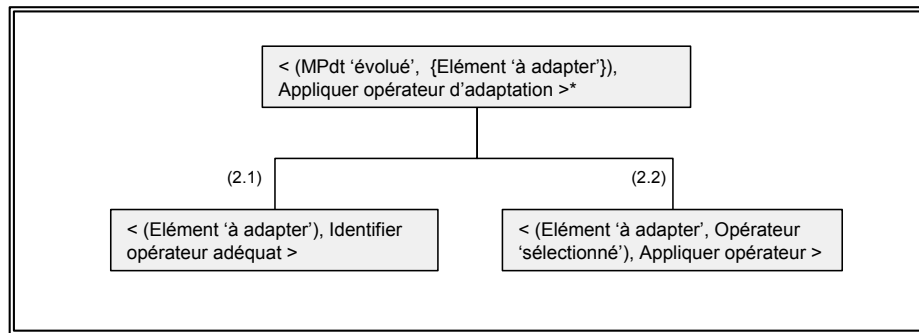 < (MPdt ‘évolué’,  {Elément ‘à adapter’}),
Appliquer opérateur d’adaptation >*
(2.1)
(2.2)
< (Elément ‘à adapter’), Identifier
opérateur adéquat >
< (Elément ‘à adapter’, Opérateur
‘sélectionné’), Appliquer opérateur >